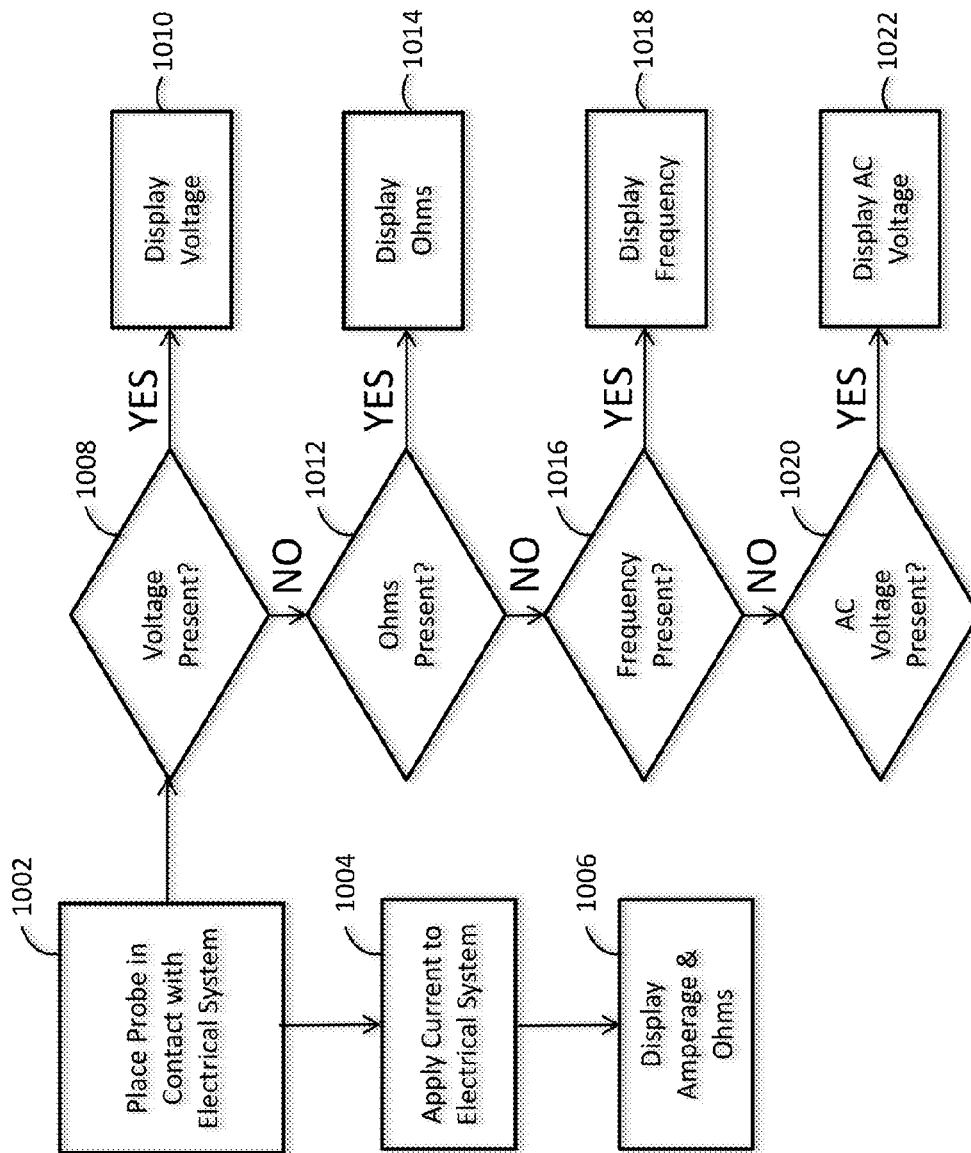 1002
Place Probe in
Contact with
Electrical System
1004
Apply Current to
Electrical System
1006
Display
Amperage &
Ohms
1008
Voltage
Present?
YES
1010
Display
Voltage
NO
1012
Ohms
Present?
YES
1014
Display
Ohms
NO
1016
Frequency
Present?
YES
1018
Display
Frequency
NO
1020
AC
Voltage
Present?
YES
1022
Display AC
Voltage